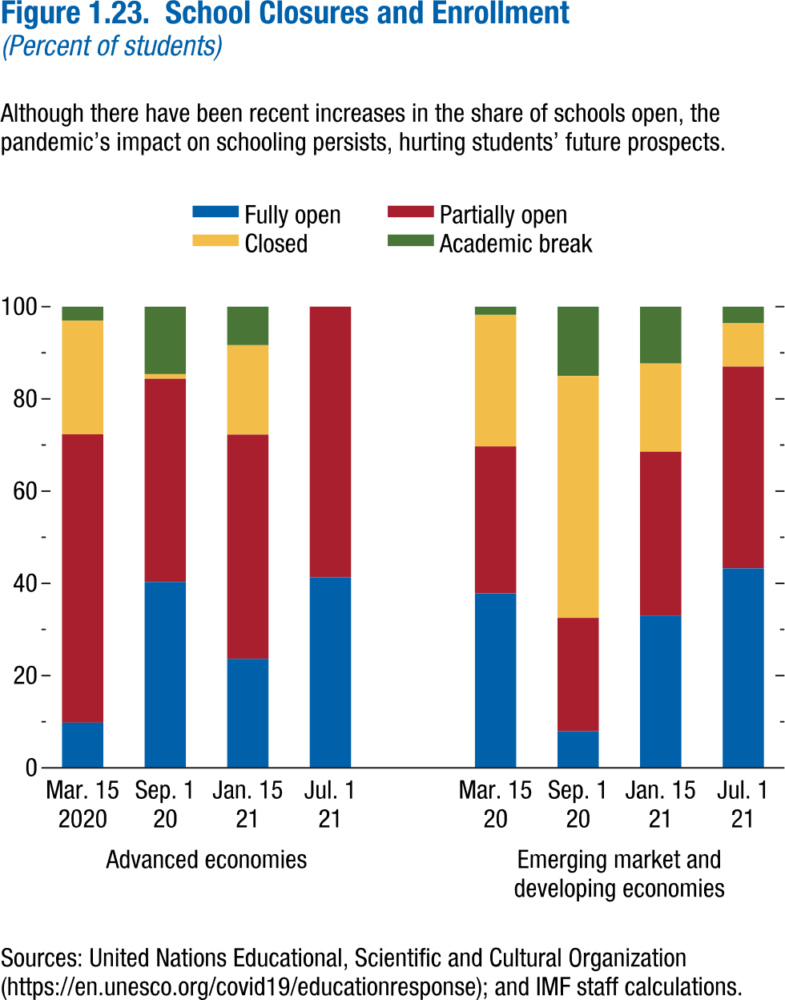 Figure 1.23. School Closures and Enrollment
(Percent of students)
Although there have been recent increases in the share of schools open, the
pandemic’s impact on schooling persists, hurting students’ future prospects.
Fully open
Partially open
Closed
Academic break
100
80
60
40
20
0
Mar. 15 Sep. 1 Jan. 15 Jul. 1 Mar. 15 Sep. 1 Jan. 15 Jul. 1
2020 20 21 21 20 20 21 21
Advanced economies
Emerging market and
developing economies
Sources: United Nations Educational, Scientific and Cultural Organization
(https://en.unesco.org/covid19/educationresponse); and IMF staff calculations.